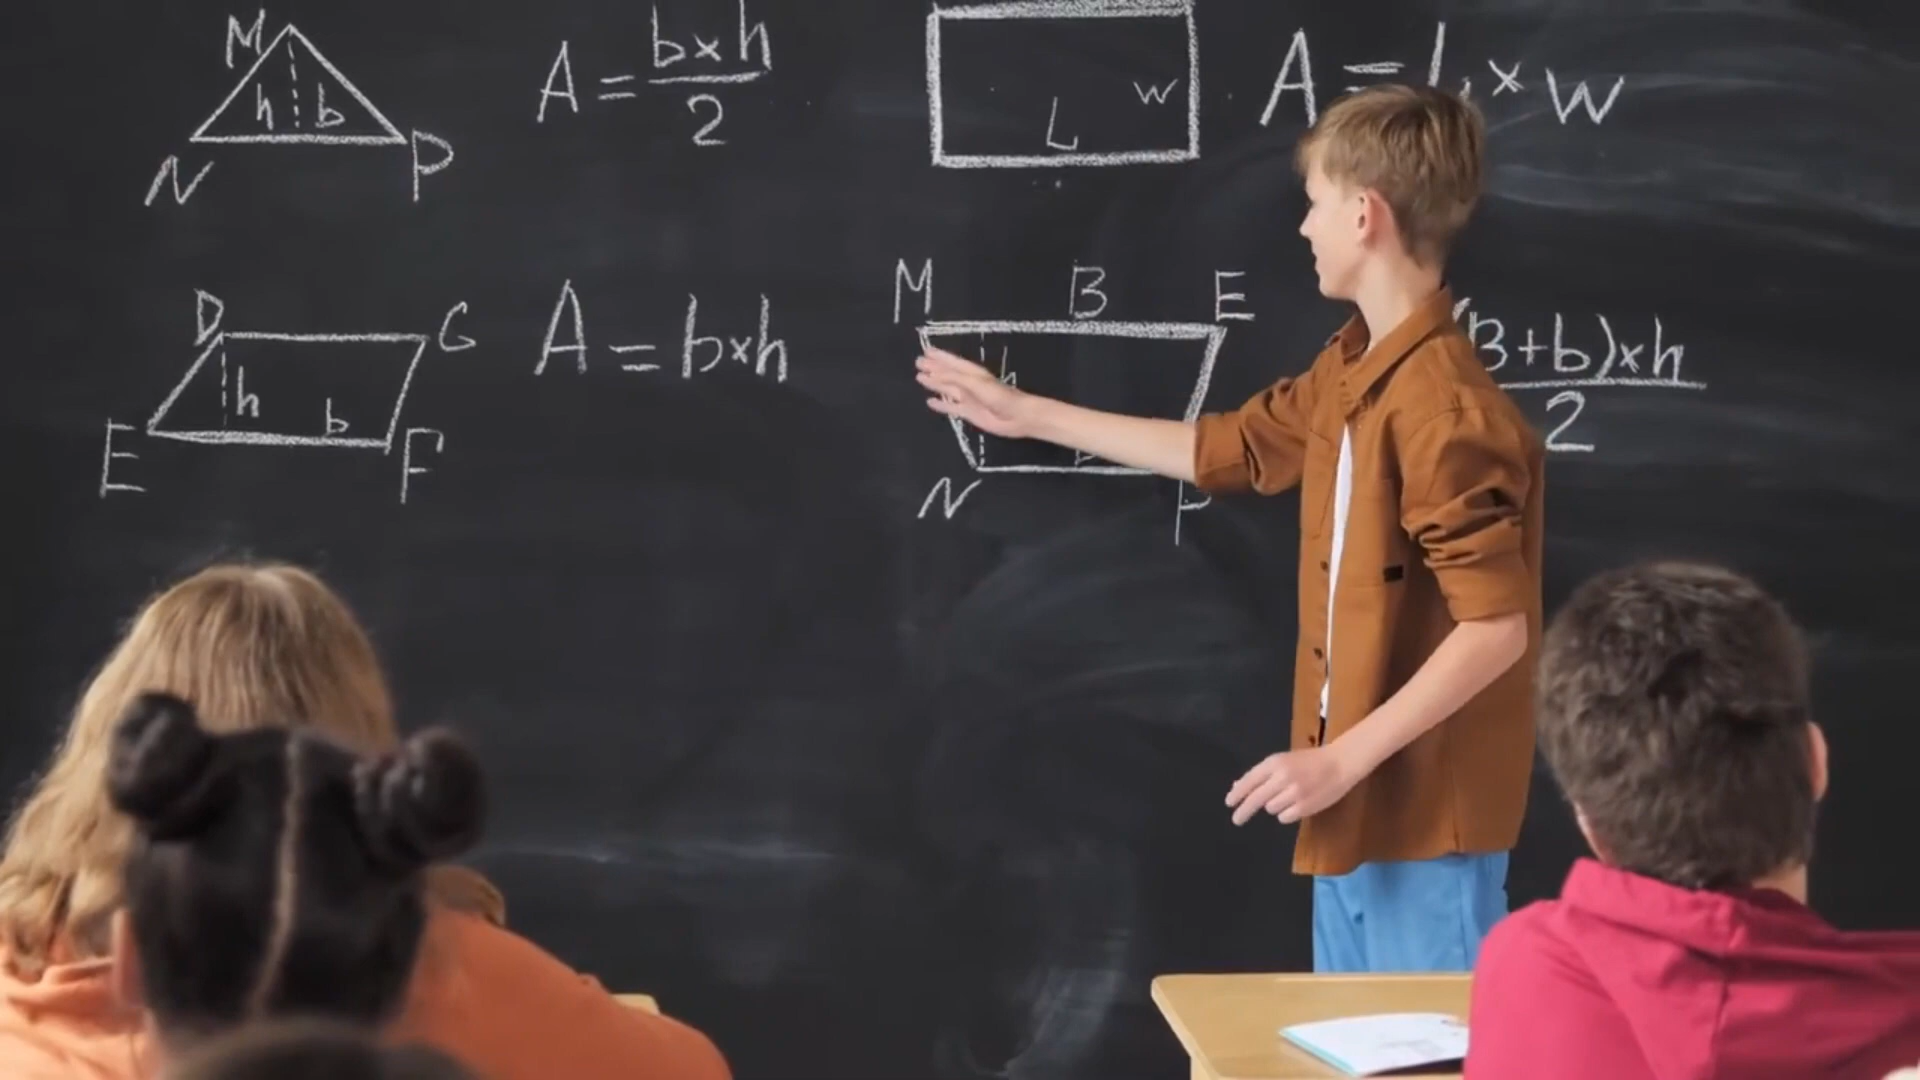 M
h b
N P
A = b×h
2
W
L
A = L×W
D G
h b
E F
A = b×h
M B E
h
N P
(B+b)×h
2